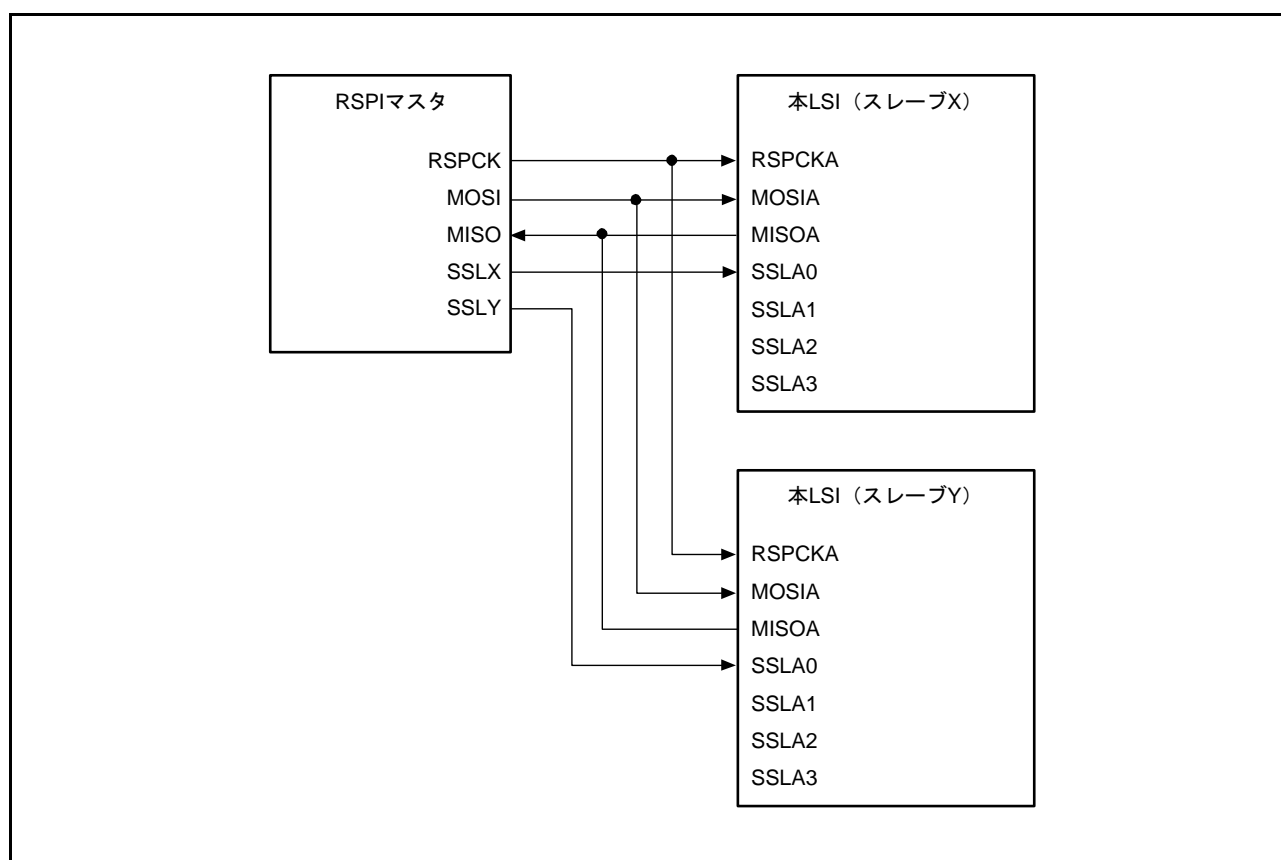 RSPIマスタ
RSPCK
MOSI
MISO
SSLX
SSLY
本LSI（スレーブX）
RSPCKA
MOSIA
MISOA
SSLA0
SSLA1
SSLA2
SSLA3
本LSI（スレーブY）
RSPCKA
MOSIA
MISOA
SSLA0
SSLA1
SSLA2
SSLA3